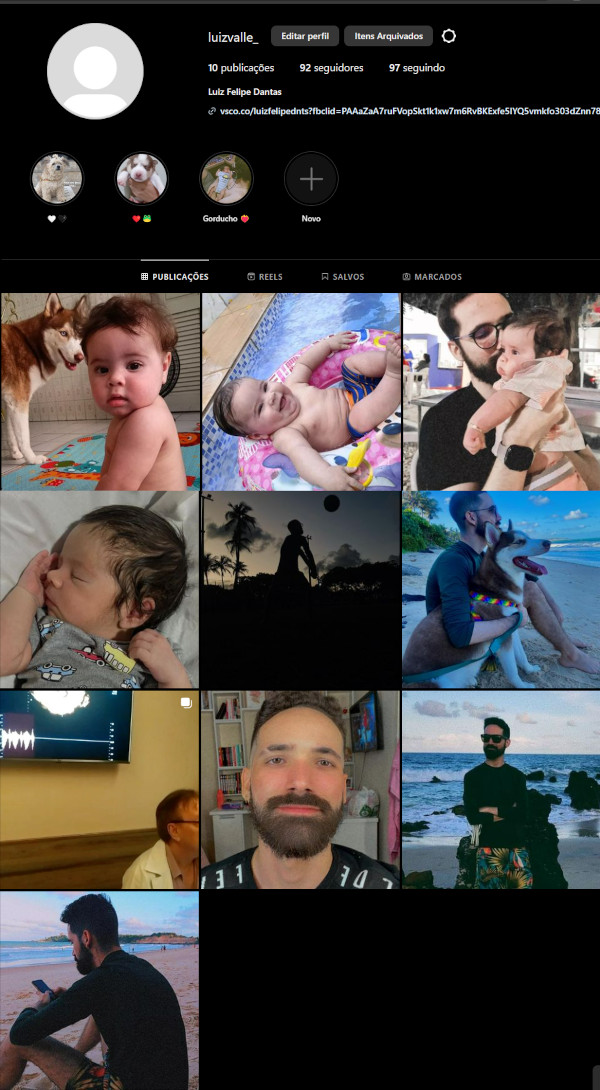 luizvalle_ Editar perfil Itens Arquivados
10 publicações 92 seguidores 97 seguindo
Luiz Felipe Dantas
vsco.co/luizfelipednts?fbclid=PAAaZaA7ruFVopSkt1k1xw7m6RvBKExfe5IYQ5vmkfo303dZnn78
🤍🖤 ❤️🐸 Gorducho ❤️‍🔥 Novo
PUBLICAÇÕES REELS SALVOS MARCADOS